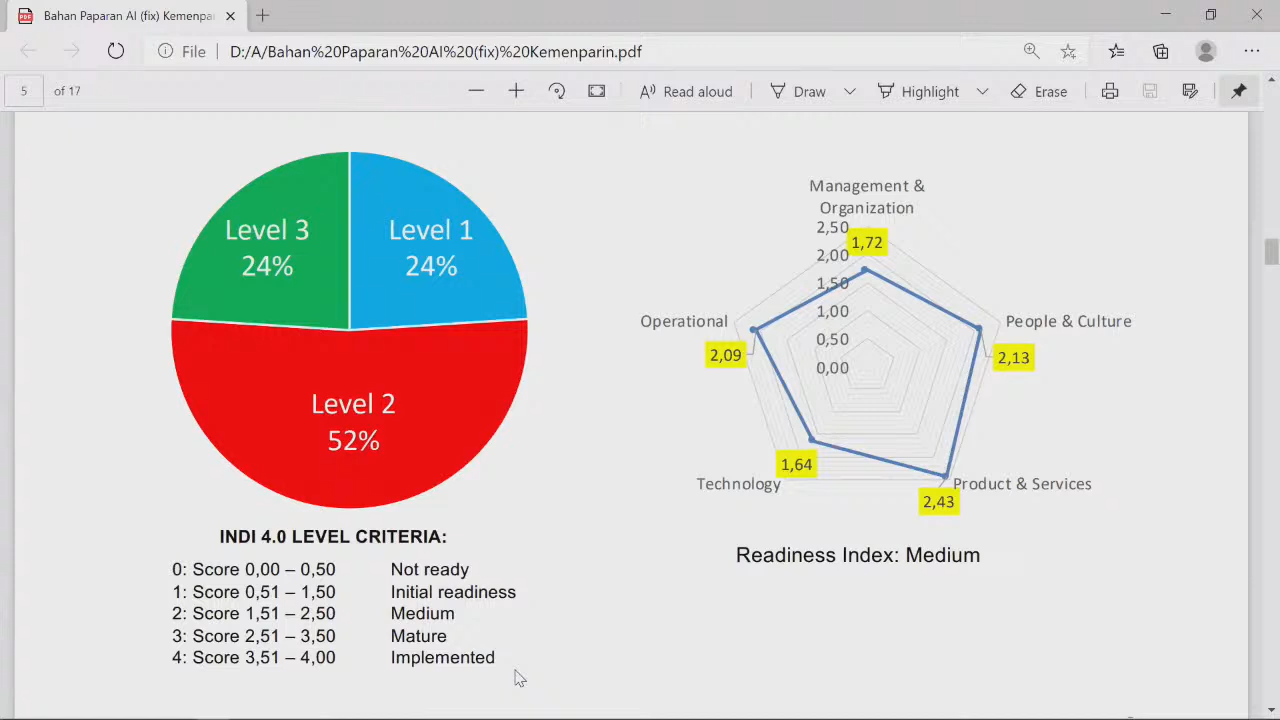 Bahan Paparan AI (fix) Kemenpar
File
D:/A/Bahan%20Paparan%20AI%20(fix)%20Kemenparin.pdf
5 of 17
Read aloud
Draw
Highlight
Erase
Level 3
24%
Level 1
24%
Level 2
52%
INDI 4.0 LEVEL CRITERIA:
0: Score 0,00 – 0,50 Not ready
1: Score 0,51 – 1,50 Initial readiness
2: Score 1,51 – 2,50 Medium
3: Score 2,51 – 3,50 Mature
4: Score 3,51 – 4,00 Implemented
Management &
Organization
2,50
1,72
2,00
1,50
1,00
0,50
0,00
Operational
2,09
People & Culture
2,13
1,64
Technology
Product & Services
2,43
Readiness Index: Medium